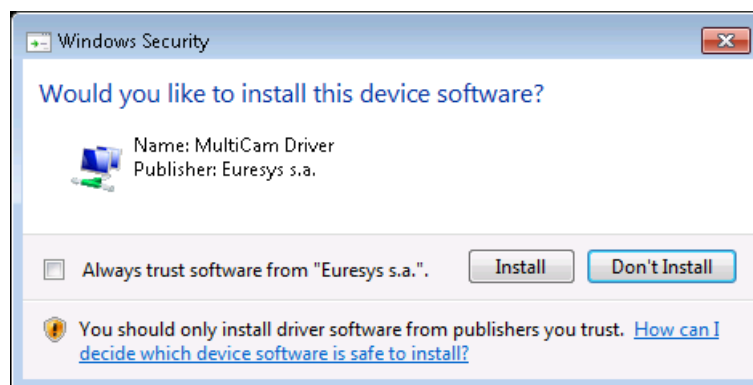 Windows Security
Would you like to install this device software?
Name: MultiCam Driver
Publisher: Euresys s.a.
Always trust software from "Euresys s.a.".
Install
Don't Install
You should only install driver software from publishers you trust. How can I
decide which device software is safe to install?